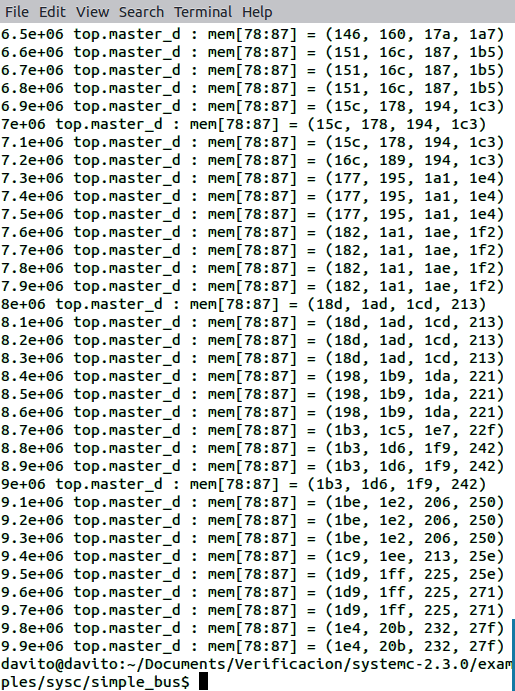 File Edit View Search Terminal Help
6.5e+06 top.master_d : mem[78:87] = (146, 160, 17a, 1a7)
6.6e+06 top.master_d : mem[78:87] = (151, 16c, 187, 1b5)
6.7e+06 top.master_d : mem[78:87] = (151, 16c, 187, 1b5)
6.8e+06 top.master_d : mem[78:87] = (151, 16c, 187, 1b5)
6.9e+06 top.master_d : mem[78:87] = (15c, 178, 194, 1c3)
7e+06 top.master_d : mem[78:87] = (15c, 178, 194, 1c3)
7.1e+06 top.master_d : mem[78:87] = (15c, 178, 194, 1c3)
7.2e+06 top.master_d : mem[78:87] = (16c, 189, 194, 1c3)
7.3e+06 top.master_d : mem[78:87] = (177, 195, 1a1, 1e4)
7.4e+06 top.master_d : mem[78:87] = (177, 195, 1a1, 1e4)
7.5e+06 top.master_d : mem[78:87] = (177, 195, 1a1, 1e4)
7.6e+06 top.master_d : mem[78:87] = (182, 1a1, 1ae, 1f2)
7.7e+06 top.master_d : mem[78:87] = (182, 1a1, 1ae, 1f2)
7.8e+06 top.master_d : mem[78:87] = (182, 1a1, 1ae, 1f2)
7.9e+06 top.master_d : mem[78:87] = (182, 1a1, 1ae, 1f2)
8e+06 top.master_d : mem[78:87] = (18d, 1ad, 1cd, 213)
8.1e+06 top.master_d : mem[78:87] = (18d, 1ad, 1cd, 213)
8.2e+06 top.master_d : mem[78:87] = (18d, 1ad, 1cd, 213)
8.3e+06 top.master_d : mem[78:87] = (18d, 1ad, 1cd, 213)
8.4e+06 top.master_d : mem[78:87] = (198, 1b9, 1da, 221)
8.5e+06 top.master_d : mem[78:87] = (198, 1b9, 1da, 221)
8.6e+06 top.master_d : mem[78:87] = (198, 1b9, 1da, 221)
8.7e+06 top.master_d : mem[78:87] = (1b3, 1c5, 1e7, 22f)
8.8e+06 top.master_d : mem[78:87] = (1b3, 1d6, 1f9, 242)
8.9e+06 top.master_d : mem[78:87] = (1b3, 1d6, 1f9, 242)
9e+06 top.master_d : mem[78:87] = (1b3, 1d6, 1f9, 242)
9.1e+06 top.master_d : mem[78:87] = (1be, 1e2, 206, 250)
9.2e+06 top.master_d : mem[78:87] = (1be, 1e2, 206, 250)
9.3e+06 top.master_d : mem[78:87] = (1be, 1e2, 206, 250)
9.4e+06 top.master_d : mem[78:87] = (1c9, 1ee, 213, 25e)
9.5e+06 top.master_d : mem[78:87] = (1d9, 1ff, 225, 25e)
9.6e+06 top.master_d : mem[78:87] = (1d9, 1ff, 225, 271)
9.7e+06 top.master_d : mem[78:87] = (1d9, 1ff, 225, 271)
9.8e+06 top.master_d : mem[78:87] = (1e4, 20b, 232, 27f)
9.9e+06 top.master_d : mem[78:87] = (1e4, 20b, 232, 27f)
davito@davito:~/Documents/Verificacion/systemc-2.3.0/exam
ples/sysc/simple_bus$